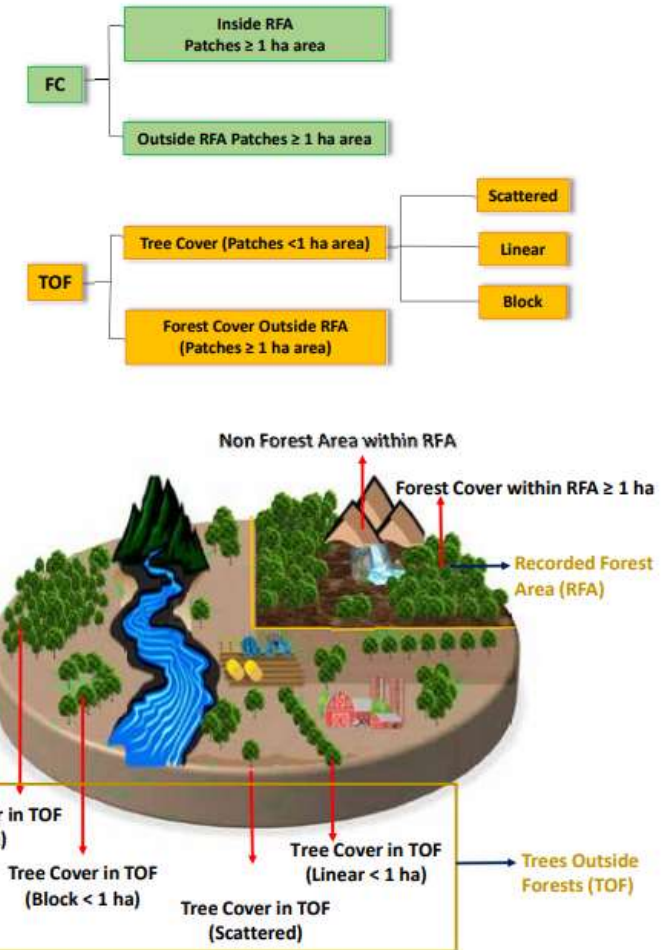 Inside RFA
Patches ≥ 1 ha area
FC
Outside RFA Patches ≥ 1 ha area
Scattered
Tree Cover (Patches <1 ha area)
Linear
TOF
Block
Forest Cover Outside RFA
(Patches ≥ 1 ha area)
Non Forest Area within RFA
Forest Cover within RFA ≥ 1 ha
Recorded Forest
Area (RFA)
in TOF
)
Tree Cover in TOF
(Block < 1 ha)
Tree Cover in TOF
(Scattered)
Tree Cover in TOF
(Linear < 1 ha)
Trees Outside
Forests (TOF)